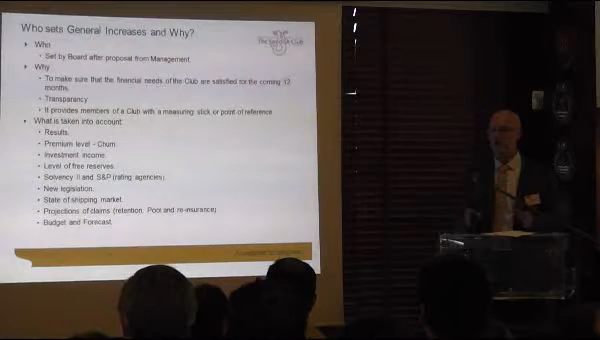 Who sets General Increases and Why?
The Swedish Club
• Who
• Set by Board after proposal from Management.
• Why
• To make sure that the financial needs of the Club are satisfied for the coming 12
months.
• Transparency
• It provides members of a Club with a measuring stick or point of reference
• What is taken into account
• Results.
• Premium level - Churn
• Investment income.
• Level of free reserves.
• Solvency II and S&P (rating agencies)
• New legislation.
• State of shipping market.
• Projections of claims (retention, Pool and re-insurance)
• Budget and Forecast